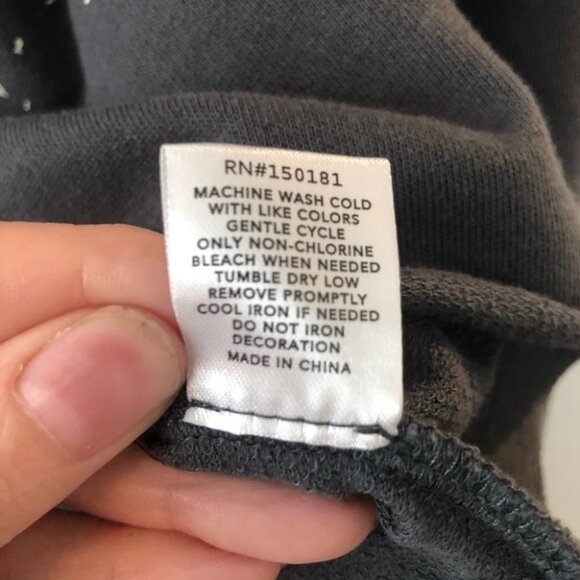 RN#150181
MACHINE WASH COLD
WITH LIKE COLORS
GENTLE CYCLE
ONLY NON-CHLORINE
BLEACH WHEN NEEDED
TUMBLE DRY LOW
REMOVE PROMPTLY
COOL IRON IF NEEDED
DO NOT IRON
DECORATION
MADE IN CHINA